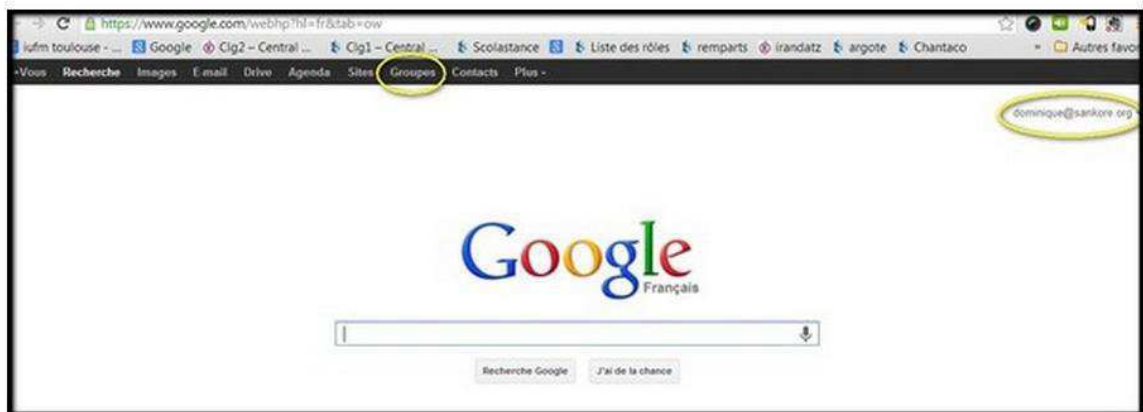 https://www.google.com/webhp?hl=fr&tab=ow
iufm toulouse - ... Google Clg2 – Central ... Clg1 – Central ... Scolastance Liste des rôles remparts irandatz argote Chantaco » Autres favo
+Vous Recherche Images E-mail Drive Agenda Sites Groupes Contacts Plus
dominique@sankore.org
Google
Français
Recherche Google J'ai de la chance